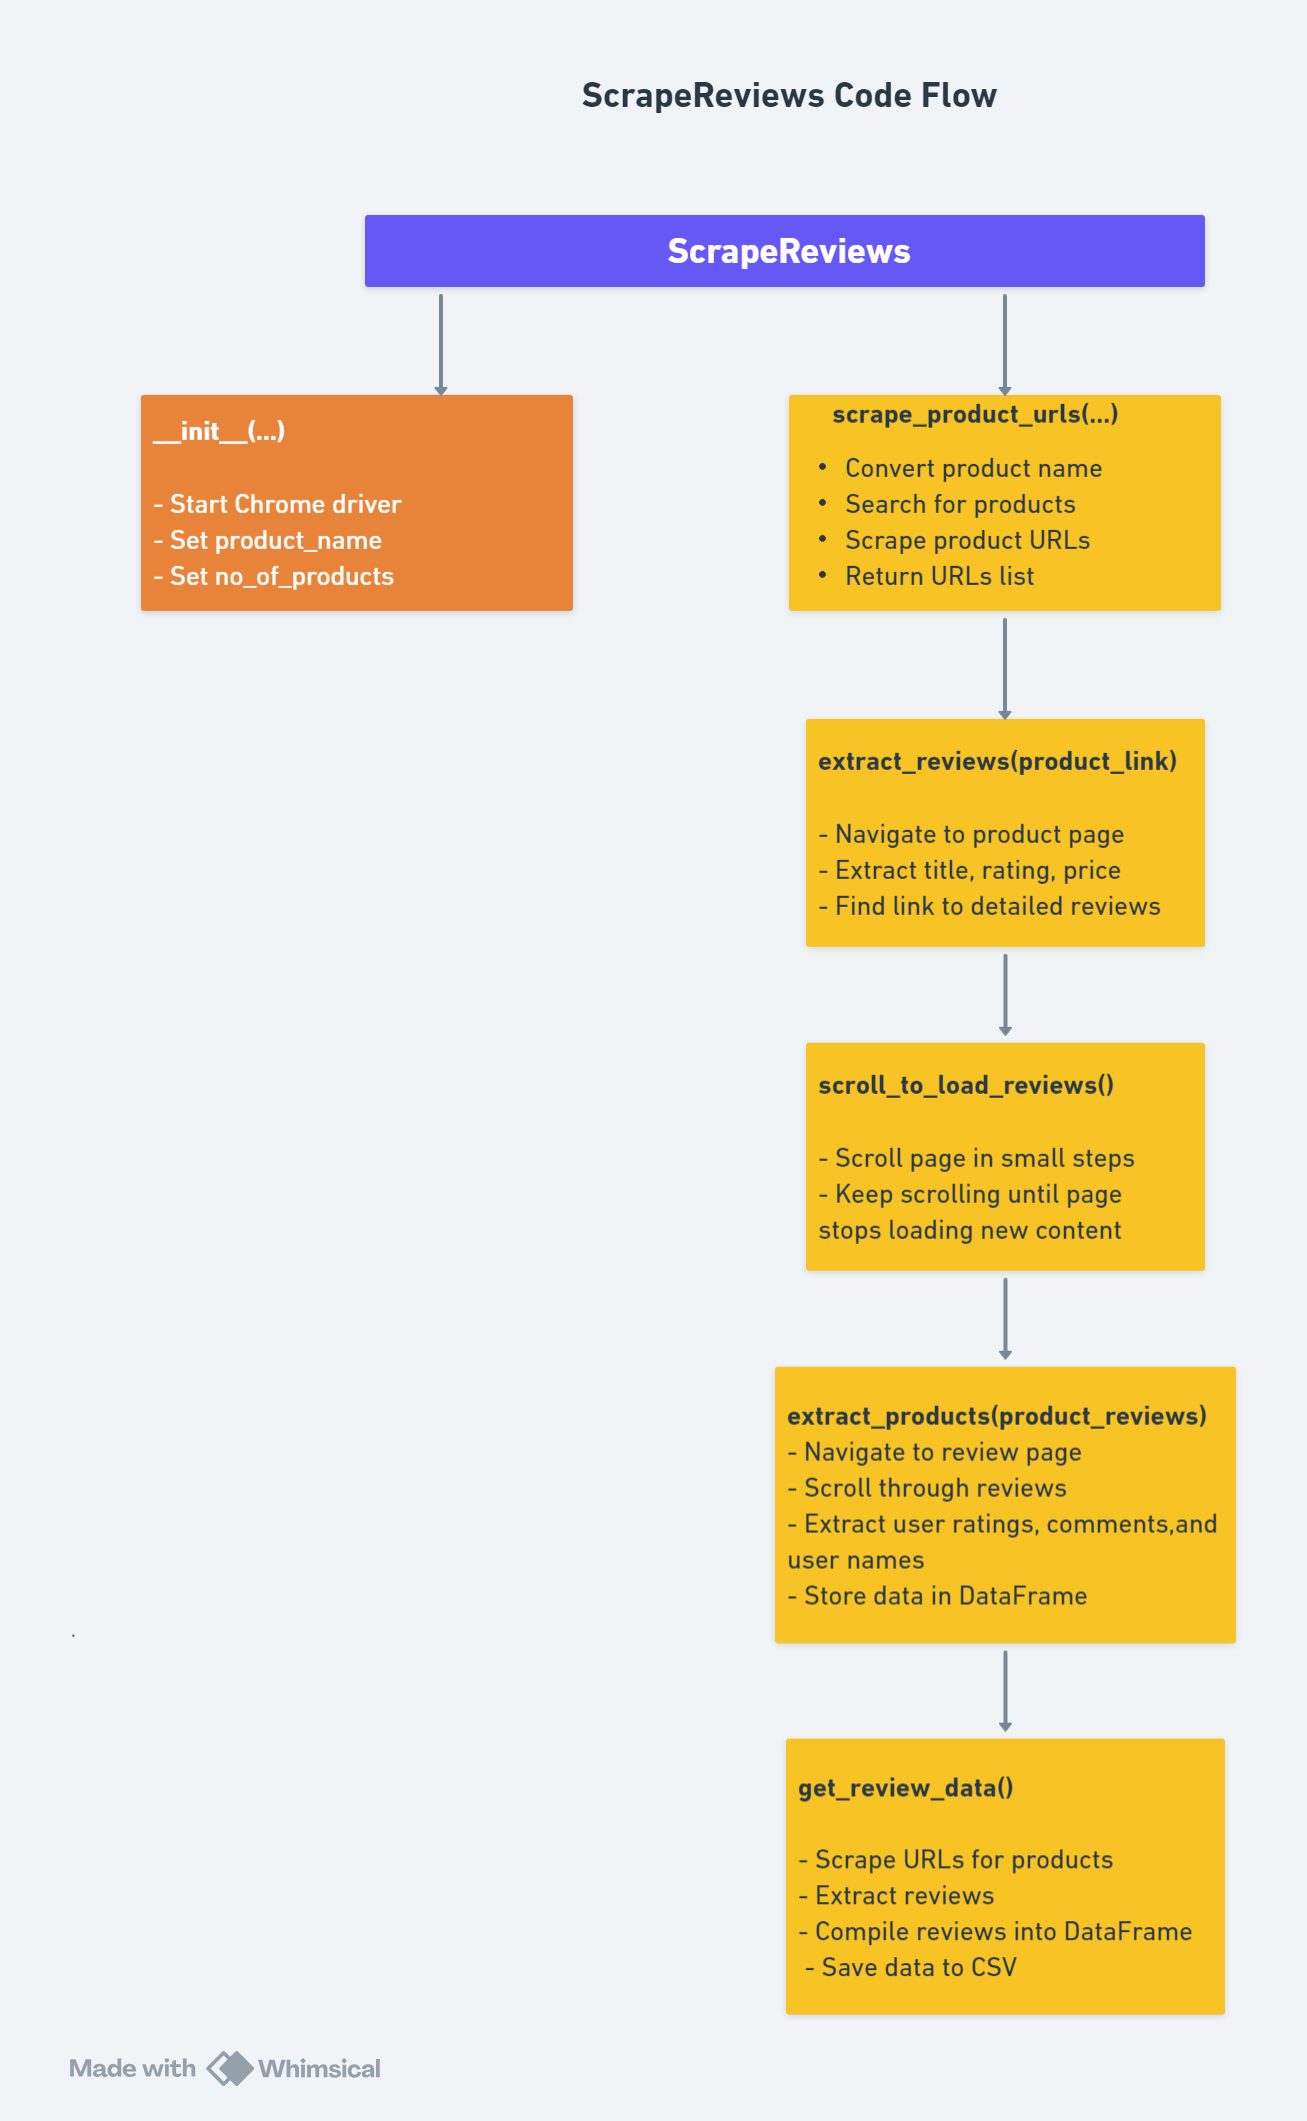 ScrapeReviews Code Flow
ScrapeReviews
__init__(...)
- Start Chrome driver
- Set product_name
- Set no_of_products
scrape_product_urls(...)
• Convert product name
• Search for products
• Scrape product URLs
• Return URLs list
extract_reviews(product_link)
- Navigate to product page
- Extract title, rating, price
- Find link to detailed reviews
scroll_to_load_reviews()
- Scroll page in small steps
- Keep scrolling until page
stops loading new content
extract_products(product_reviews)
- Navigate to review page
- Scroll through reviews
- Extract user ratings, comments,and
user names
- Store data in DataFrame
.
get_review_data()
- Scrape URLs for products
- Extract reviews
- Compile reviews into DataFrame
- Save data to CSV
Made with Whimsical